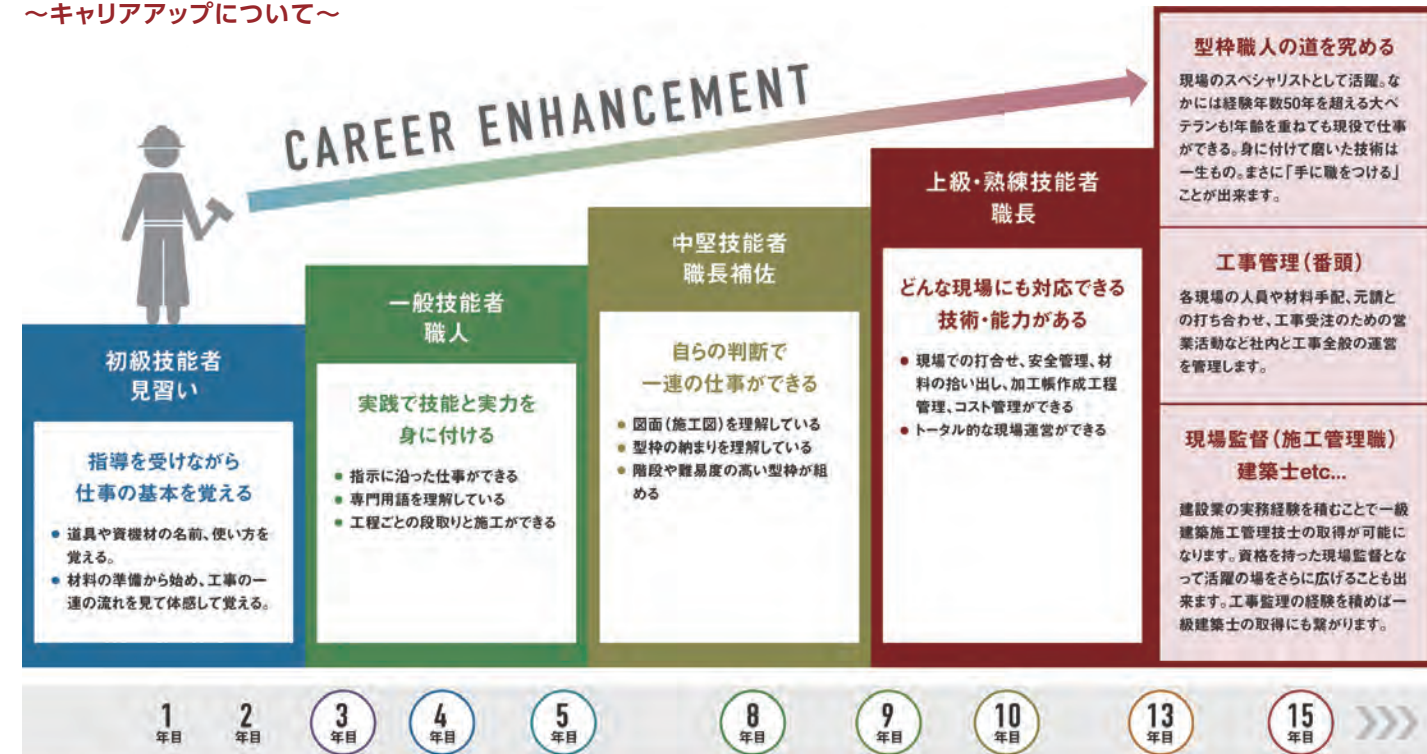 〜キャリアアップについて〜
CAREER ENHANCEMENT
初級技能者
見習い
指導を受けながら
仕事の基本を覚える
● 道具や資機材の名前、使い方を
覚える。
● 材料の準備から始め、工事の一
連の流れを見て体感して覚える。
一般技能者
職人
実践で技能と実力を
身に付ける
● 指示に沿った仕事ができる
● 専門用語を理解している
● 工程ごとの段取りと施工ができる
中堅技能者
職長補佐
自らの判断で
一連の仕事ができる
● 図面(施工図)を理解している
● 型枠の納まりを理解している
● 階段や難易度の高い型枠が組
める
上級・熟練技能者
職長
どんな現場にも対応できる
技術・能力がある
● 現場での打合せ、安全管理、材
料の拾い出し、加工帳作成工程
管理、コスト管理ができる
● トータル的な現場運営ができる
型枠職人の道を究める
現場のスペシャリストとして活躍。な
かには経験年数50年を超える大ベ
テランも!年齢を重ねても現役で仕事
ができる。身に付けて磨いた技術は
一生もの。まさに「手に職をつける」
ことが出来ます。
工事管理(番頭)
各現場の人員や材料手配、元請と
の打ち合わせ、工事受注のための営
業活動など社内と工事全般の運営
を管理します。
現場監督(施工管理職)
建築士etc...
建設業の実務経験を積むことで一級
建築施工管理技士の取得が可能に
なります。資格を持った現場監督とな
って活躍の場をさらに広げることも出
来ます。工事監理の経験を積めば一
級建築士の取得にも繋がります。
1年目
2年目
3年目
4年目
5年目
8年目
9年目
10年目
13年目
15年目